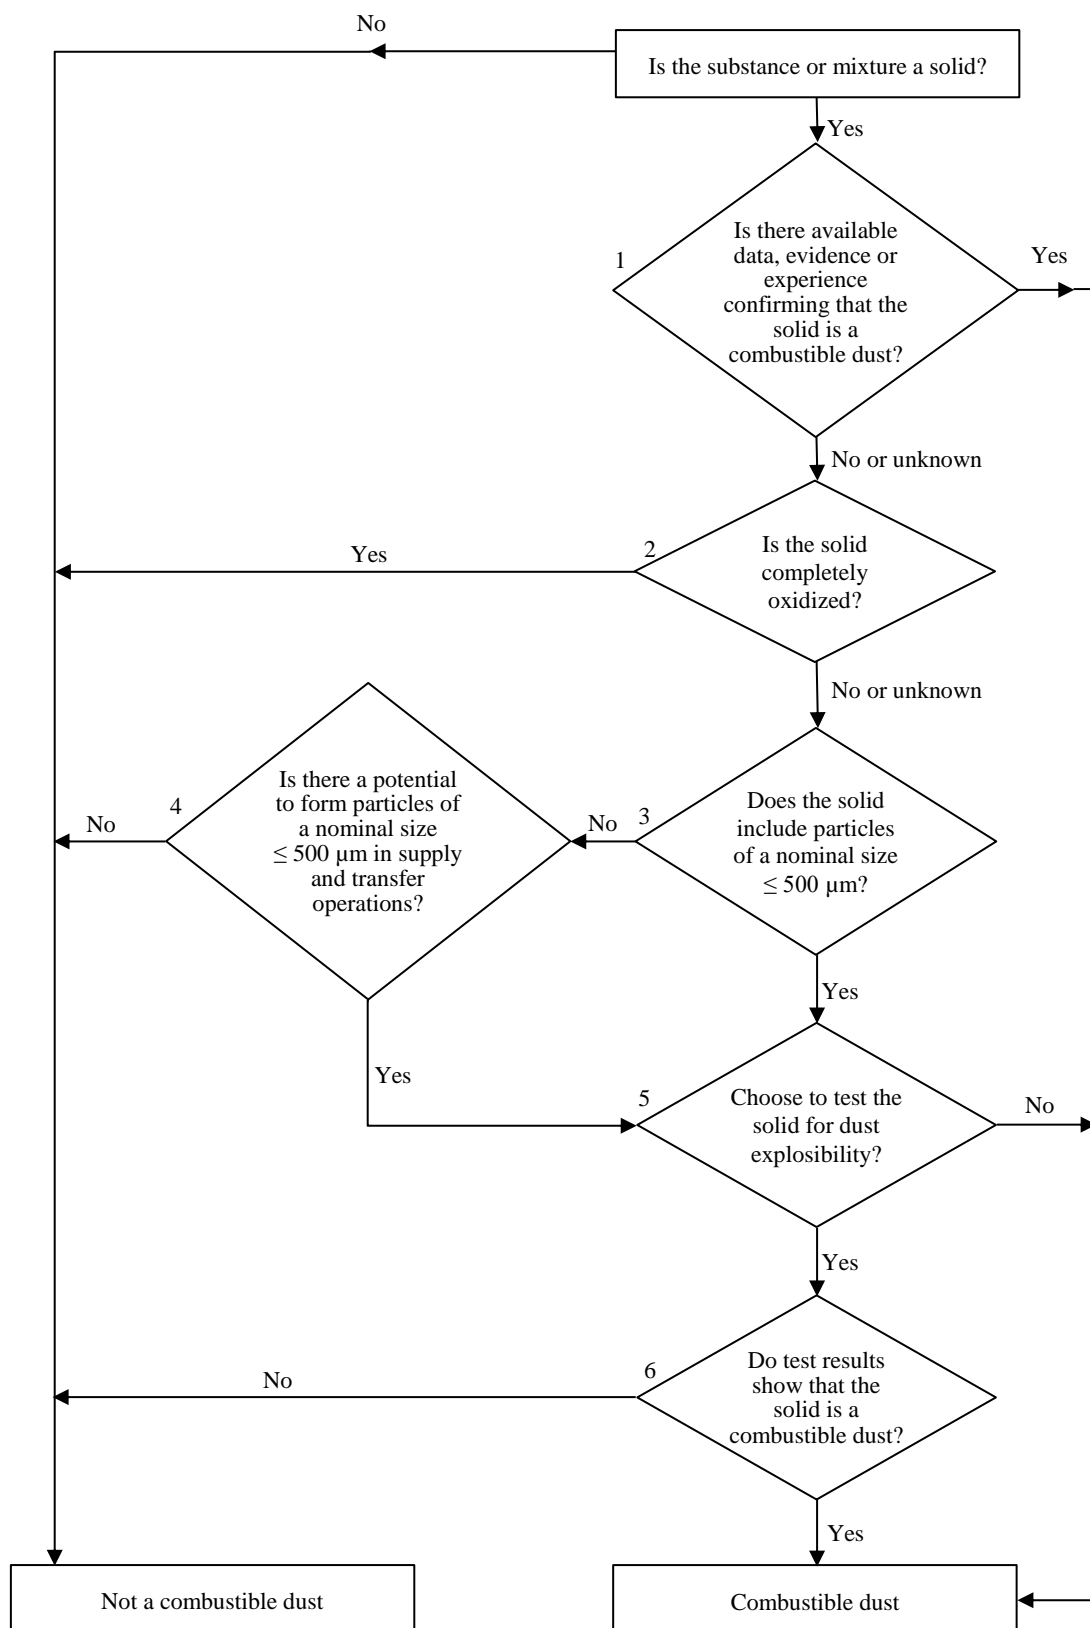 No
Is the substance or mixture a solid?
Yes
1
Is there available
data, evidence or
experience
confirming that the
solid is a
combustible dust?
Yes
No or unknown
2
Is the solid
completely
oxidized?
Yes
No or unknown
3
Does the solid
include particles
of a nominal size
≤ 500 µm?
No
4
Is there a potential
to form particles of
a nominal size
≤ 500 µm in supply
and transfer
operations?
No
Yes
Yes
5
Choose to test the
solid for dust
explosibility?
No
Yes
6
Do test results
show that the
solid is a
combustible dust?
No
Yes
Not a combustible dust
Combustible dust